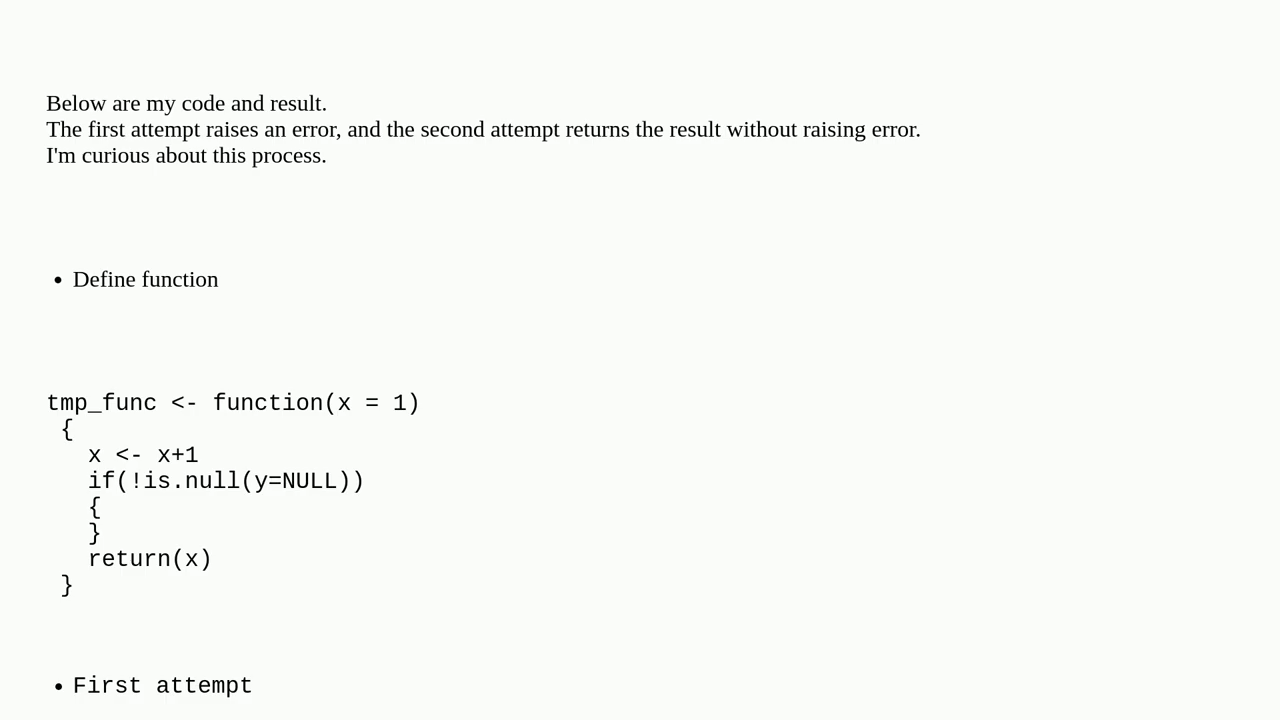 Below are my code and result.
The first attempt raises an error, and the second attempt returns the result without raising error.
I'm curious about this process.
• Define function
tmp_func <- function(x = 1)
 {
   x <- x+1
   if(!is.null(y=NULL))
   {
   }
   return(x)
 }
• First attempt